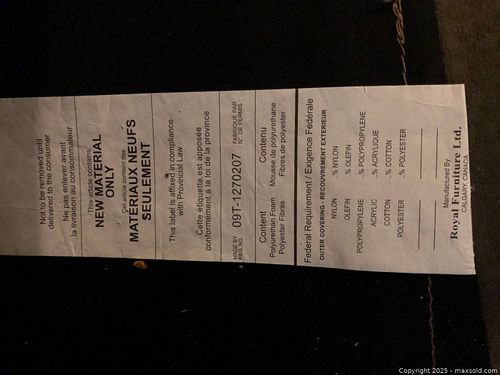 Not to be removed until
delivered to the consumer
Ne pas enlever avant
la livraison au consommateur
This article contains
NEW MATERIAL
ONLY
Cet article contient des
MATÉRIAUX NEUFS
SEULEMENT
This label is affixed in compliance
with Provincial Law
Cette étiquette est apposée
conformément à la loi de la province
MADE BY
REG. NO.
09T-1270207
FABRIQUÉ PAR
N° DE PERMIS
Content
Contenu
Polyurethan Foam
Mousse de polyurethane
Polyester Fibres
Fibres de polyester
Federal Requirement / Exigence Fédérale
OUTER COVERING - RECOUVREMENT EXTERIEUR
NYLON % NYLON
OLEFIN % OLEFIN
POLYPROPYLENE % POLYPROPYLENE
ACRYLIC % ACRYLIQUE
COTTON % COTTON
POLYESTER % POLYESTER
Manufactured By
Royal Furniture Ltd.
CALGARY, CANADA
Copyright © 2025 - maxsold.com